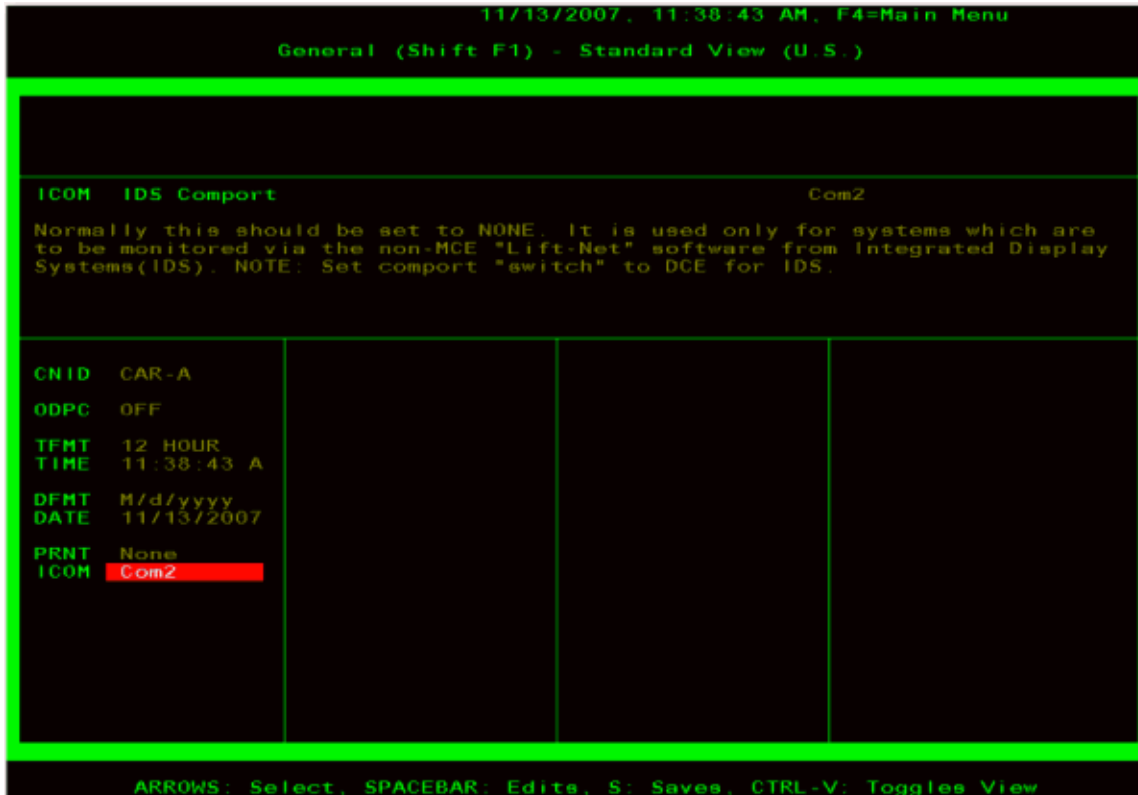 11/13/2007, 11:38:43 AM, F4=Main Menu
General (Shift F1) - Standard View (U.S.)
ICOM IDS Comport Com2
Normally this should be set to NONE. It is used only for systems which are
to be monitored via the non-MCE "Lift-Net" software from Integrated Display
Systems(IDS). NOTE: Set comport "switch" to DCE for IDS.
CNID CAR-A
ODPC OFF
TFMT 12 HOUR
TIME 11:38:43 A
DFMT M/d/yyyy
DATE 11/13/2007
PRNT None
ICOM Com2
ARROWS: Select, SPACEBAR: Edits, S: Saves, CTRL-V: Toggles View